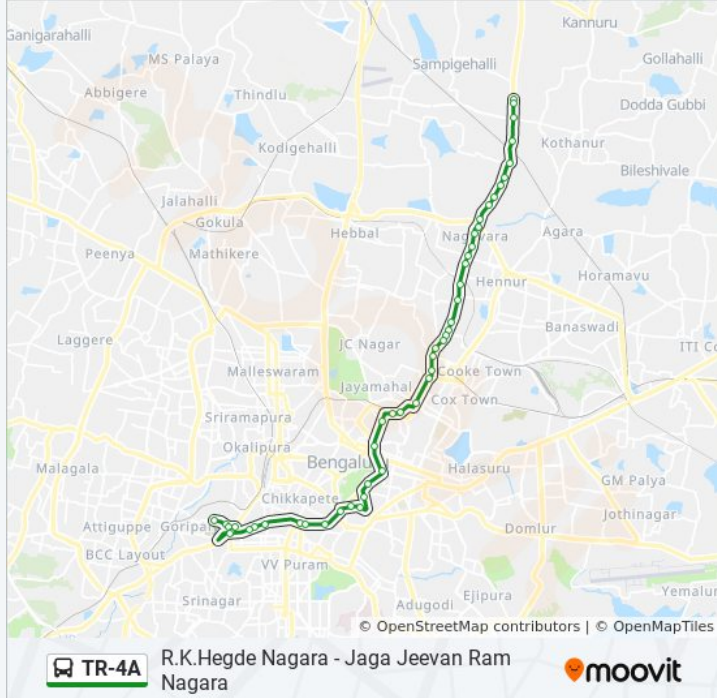 Kannuru
Ganigarahalli
MS Palaya
Sampigehalli
Gollahalli
Abbigere
Thindlu
Dodda Gubbi
Kodigehalli
Kothanur
Bileshivale
Jalahalli
Gokula
Hebbal
Nagavara
Agara
Peenya
Mathikere
Hennur
Horamavu
Banaswadi
Laggere
JC Nagar
ITI Co
Malleswaram
Jayamahal
Cooke Town
Cox Town
Sriramapura
Okalipura
Malagala
Bengalu
Halasuru
GM Palya
Chikkapete
Jothinagar
Attiguppe
Goripa
Domlur
BCC Layout
VV Puram
Yemalur
Srinagar
Ejipura
Adugodi
© OpenStreetMap contributors | © OpenMapTiles
TR-4A
R.K.Hegde Nagara - Jaga Jeevan Ram
Nagara
moovit